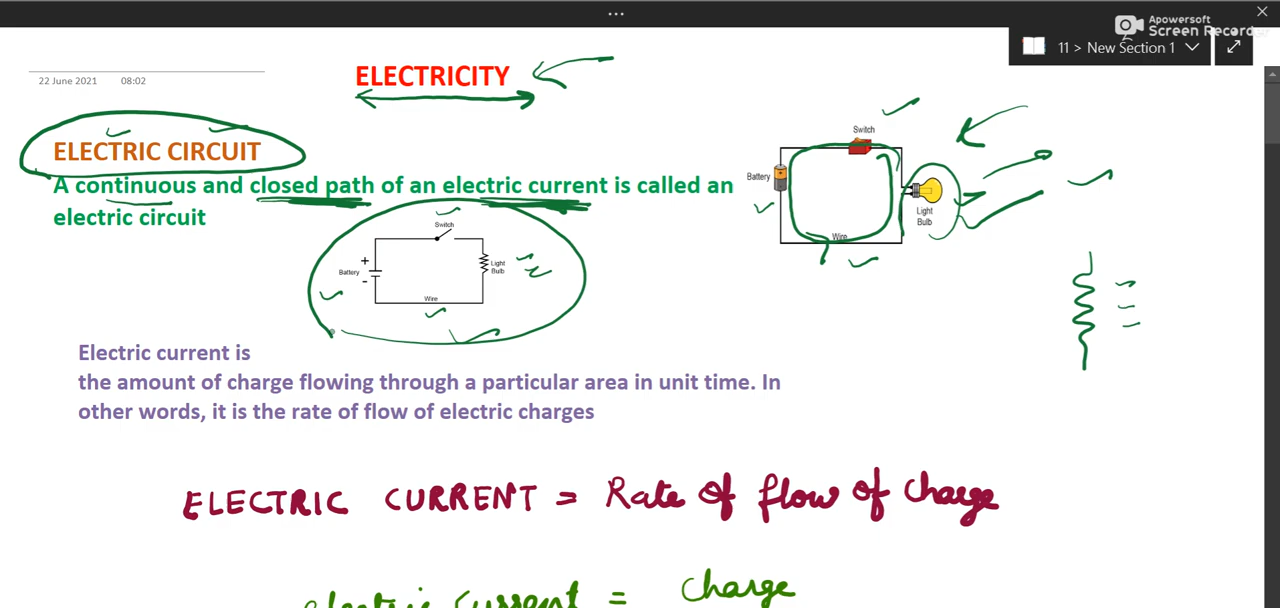 ...
Apowersoft
Screen Recorder
11 > New Section 1
22 June 2021 08:02
ELECTRICITY
ELECTRIC CIRCUIT
A continuous and closed path of an electric current is called an
electric circuit
Switch
Battery
Light
Bulb
Wire
Switch
+
Battery
-
Light
Bulb
Wire
Electric current is
the amount of charge flowing through a particular area in unit time. In
other words, it is the rate of flow of electric charges
ELECTRIC CURRENT = Rate of flow of charge
electric current = charge